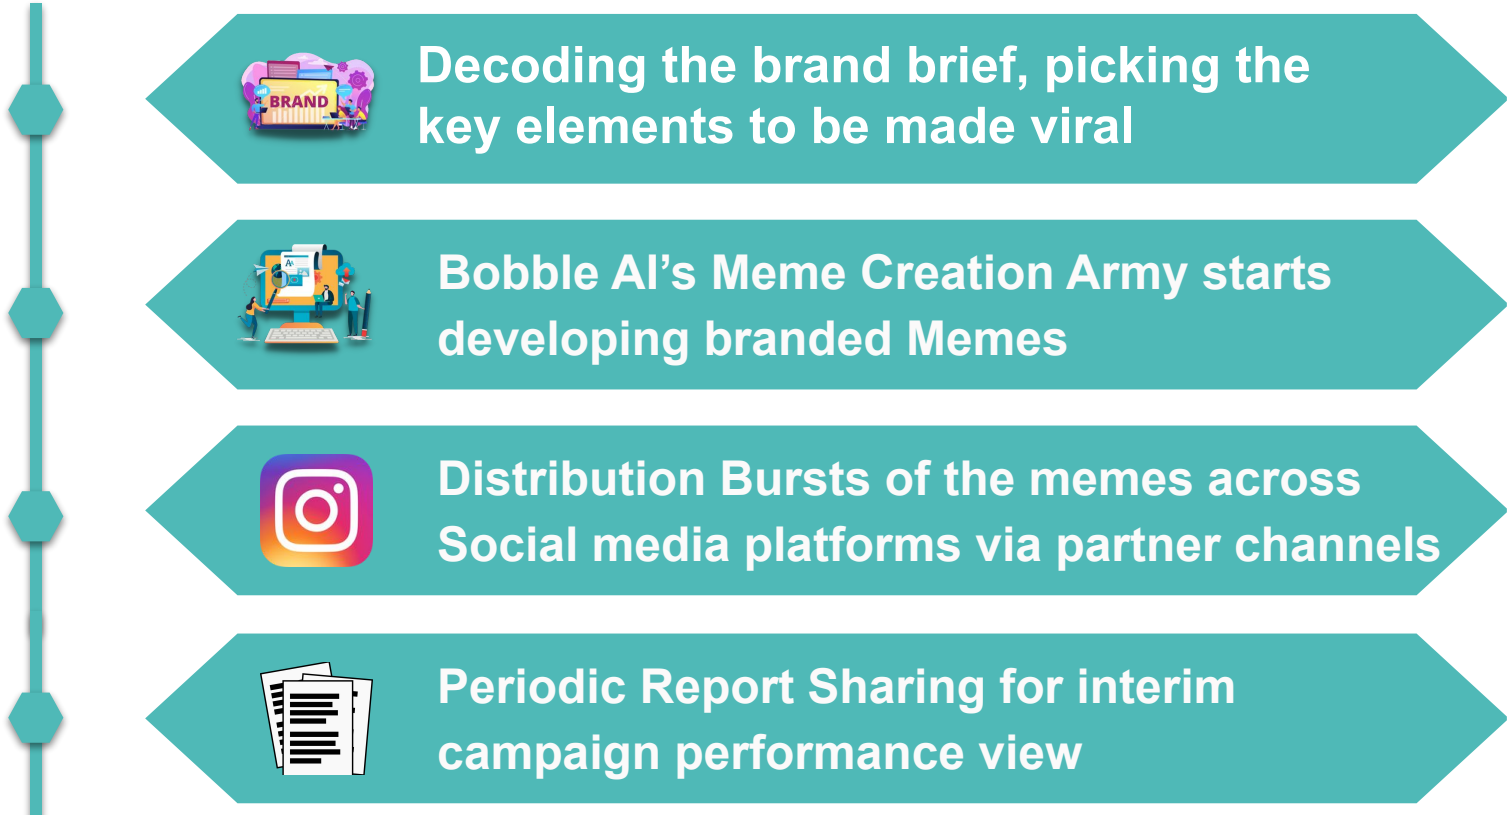 BRAND
Decoding the brand brief, picking the
key elements to be made viral
Bobble AI’s Meme Creation Army starts
developing branded Memes
Distribution Bursts of the memes across
Social media platforms via partner channels
Periodic Report Sharing for interim
campaign performance view